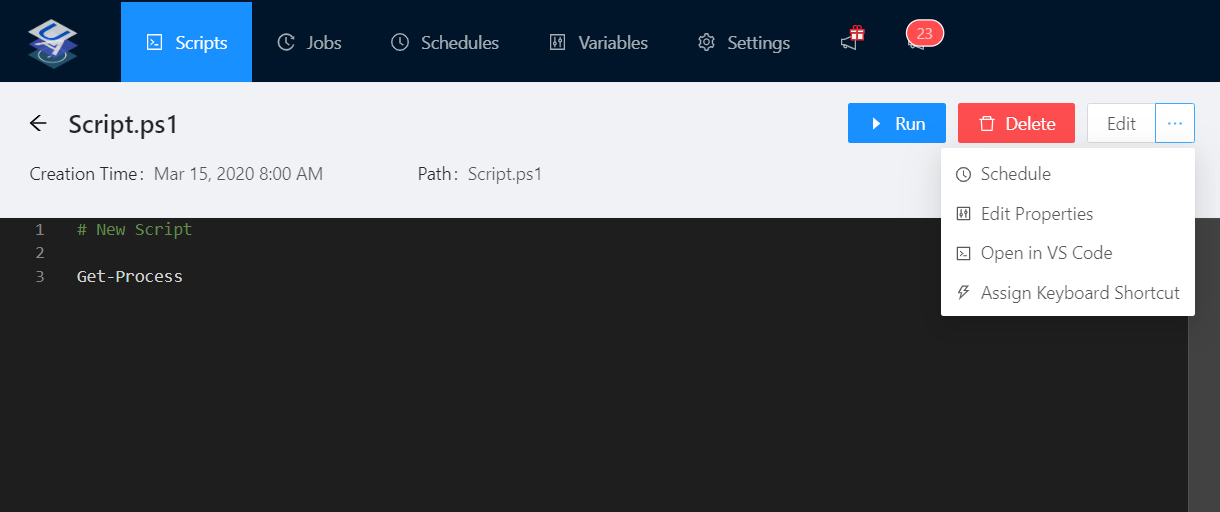 Scripts Jobs Schedules Variables Settings 23
Script.ps1 Run Delete Edit ...
Creation Time: Mar 15, 2020 8:00 AM Path: Script.ps1
Schedule
Edit Properties
Open in VS Code
Assign Keyboard Shortcut
1 # New Script
2
3 Get-Process